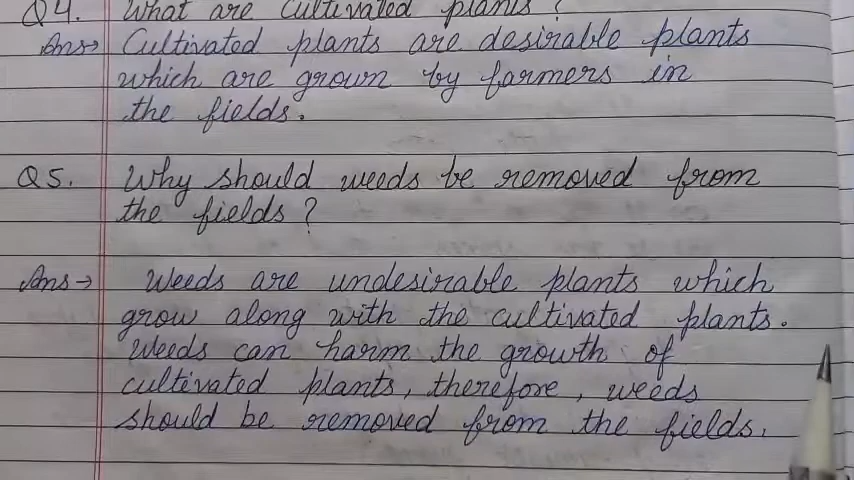 Q4. What are cultivated plants?
Ans→ Cultivated plants are desirable plants
which are grown by farmers in
the fields.
Q5. Why should weeds be removed from
the fields?
Ans→ Weeds are undesirable plants which
grow along with the cultivated plants.
Weeds can harm the growth of
cultivated plants, therefore, weeds
should be removed from the fields.